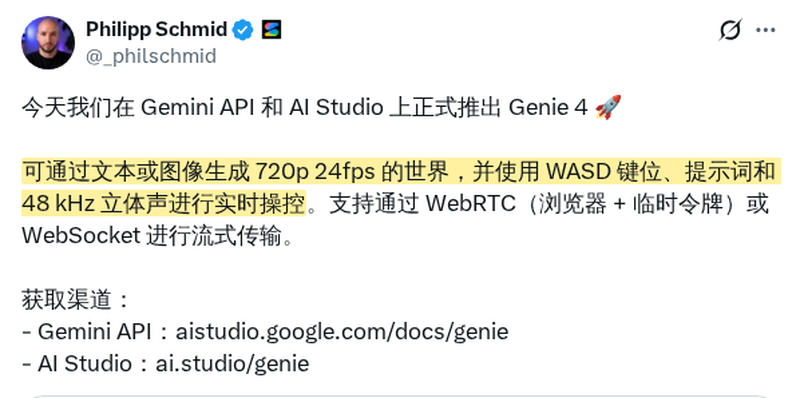 Philipp Schmid
@_philschmid
今天我们在 Gemini API 和 AI Studio 上正式推出 Genie 4 🚀
可通过文本或图像生成 720p 24fps 的世界，并使用 WASD 键位、提示词和
48 kHz 立体声进行实时操控。支持通过 WebRTC（浏览器 + 临时令牌）或
WebSocket 进行流式传输。
获取渠道：
- Gemini API：aistudio.google.com/docs/genie
- AI Studio：ai.studio/genie